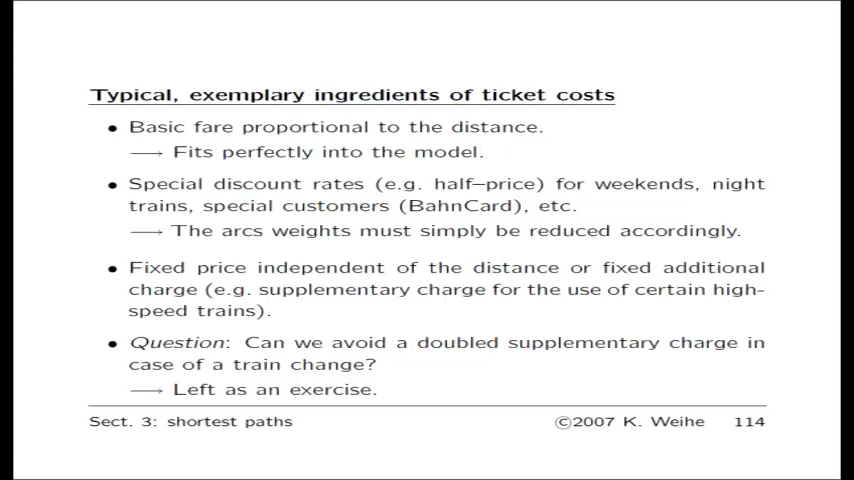 Typical, exemplary ingredients of ticket costs
• Basic fare proportional to the distance.
⟶ Fits perfectly into the model.
• Special discount rates (e.g. half–price) for weekends, night
trains, special customers (BahnCard), etc.
⟶ The arcs weights must simply be reduced accordingly.
• Fixed price independent of the distance or fixed additional
charge (e.g. supplementary charge for the use of certain high-
speed trains).
• Question: Can we avoid a doubled supplementary charge in
case of a train change?
⟶ Left as an exercise.
Sect. 3: shortest paths ©2007 K. Weihe 114